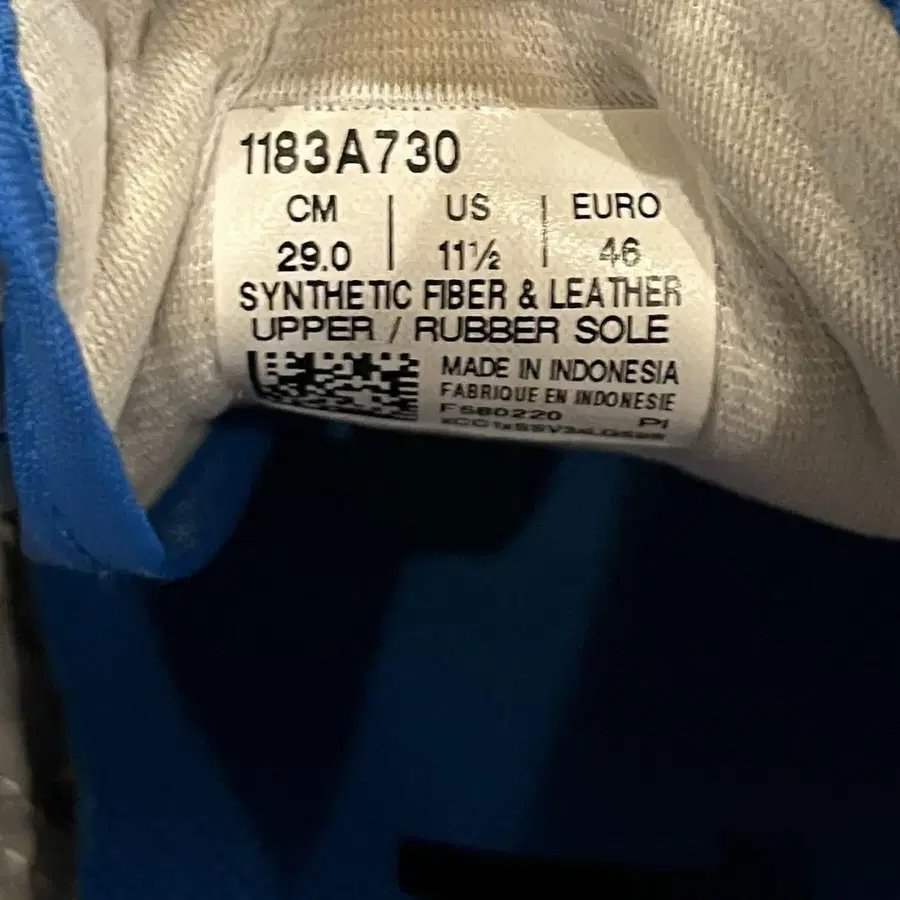 1183A730
CM | US | EURO
29.0 | 11½ | 46
SYNTHETIC FIBER & LEATHER
UPPER / RUBBER SOLE
MADE IN INDONESIA
FABRIQUE EN INDONESIE
F580220 PI